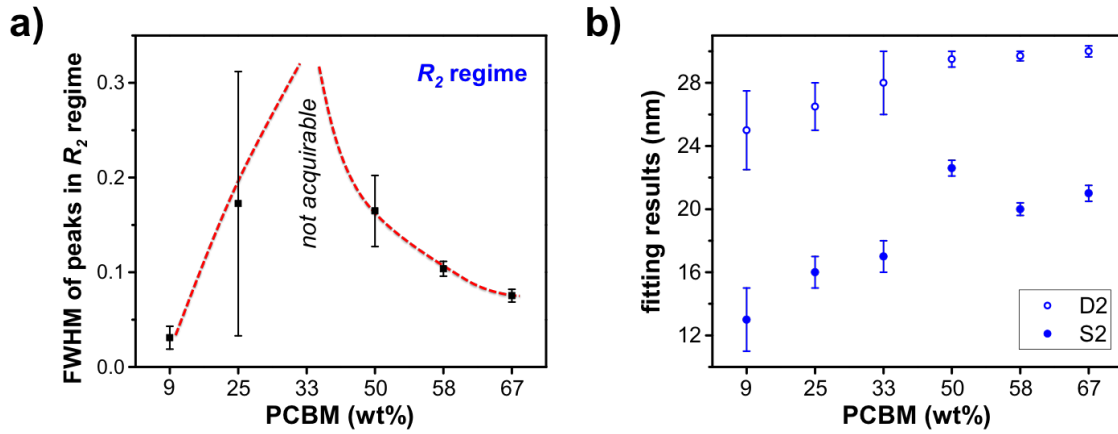 a)
FWHM of peaks in R₂ regime
0.3
0.2
0.1
0.0
R₂ regime
not acquirable
9 25 33 50 58 67
PCBM (wt%)
b)
fitting results (nm)
28
24
20
16
12
D2
S2
9 25 33 50 58 67
PCBM (wt%)